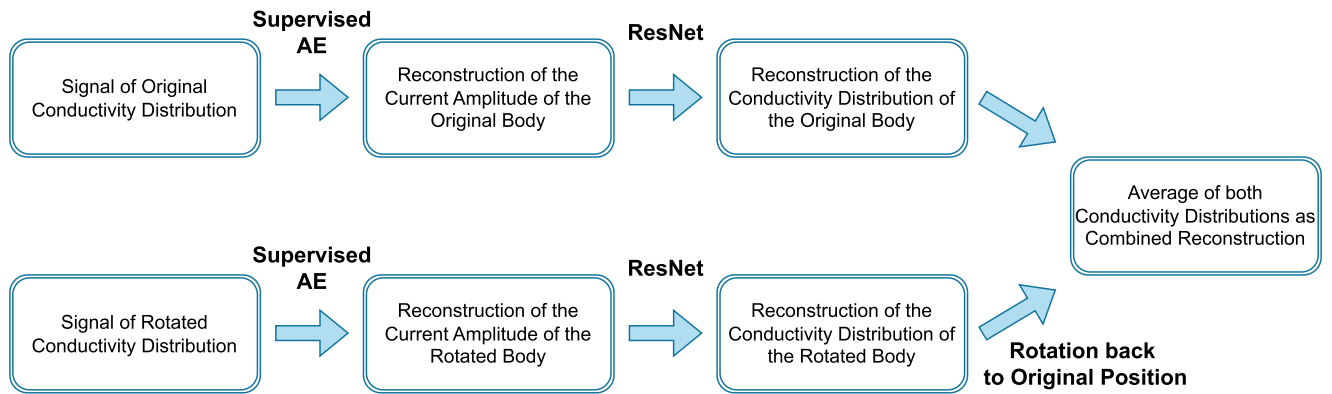 Supervised
AE
ResNet
Signal of Original
Conductivity Distribution
Reconstruction of the
Current Amplitude of the
Original Body
Reconstruction of the
Conductivity Distribution of
the Original Body
Average of both
Conductivity Distributions as
Combined Reconstruction
Supervised
AE
ResNet
Signal of Rotated
Conductivity Distribution
Reconstruction of the
Current Amplitude of the
Rotated Body
Reconstruction of the
Conductivity Distribution of
the Rotated Body
Rotation back
to Original Position